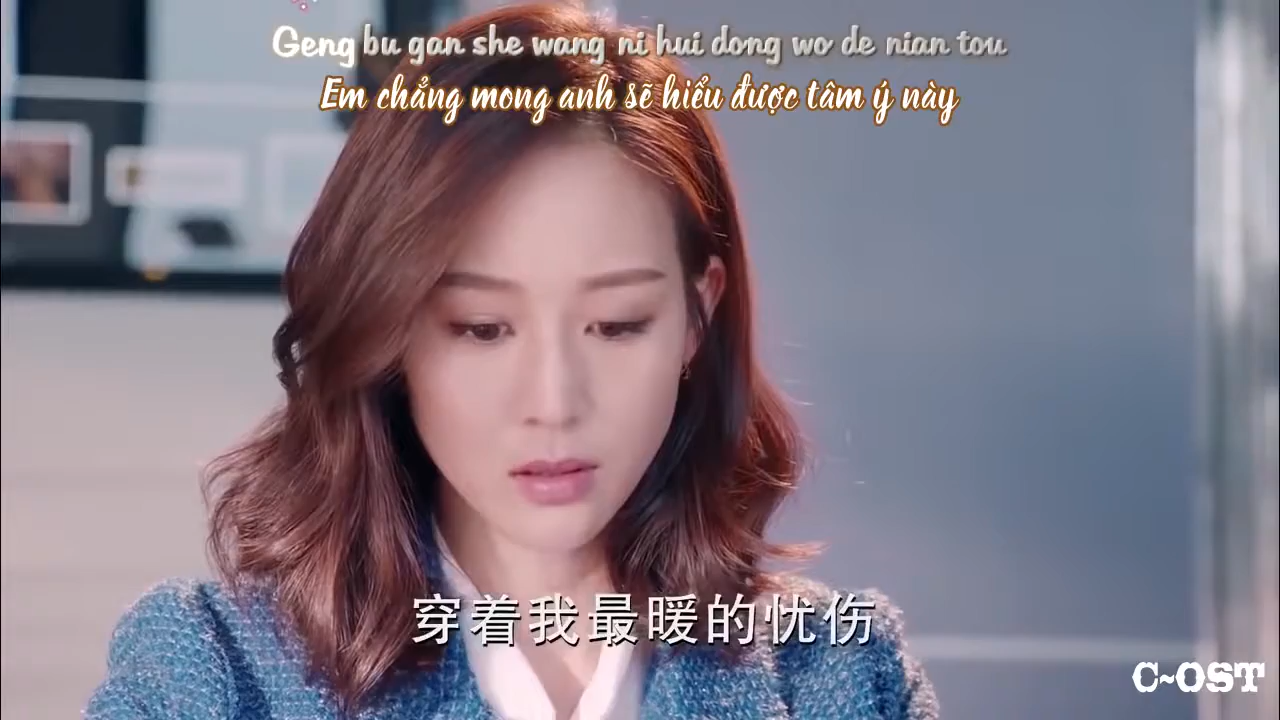 Geng bu gan she wang ni hui dong wo de nian tou
Em chẳng mong anh sẽ hiểu được tâm ý này
穿着我最暖的忧伤
C~OST